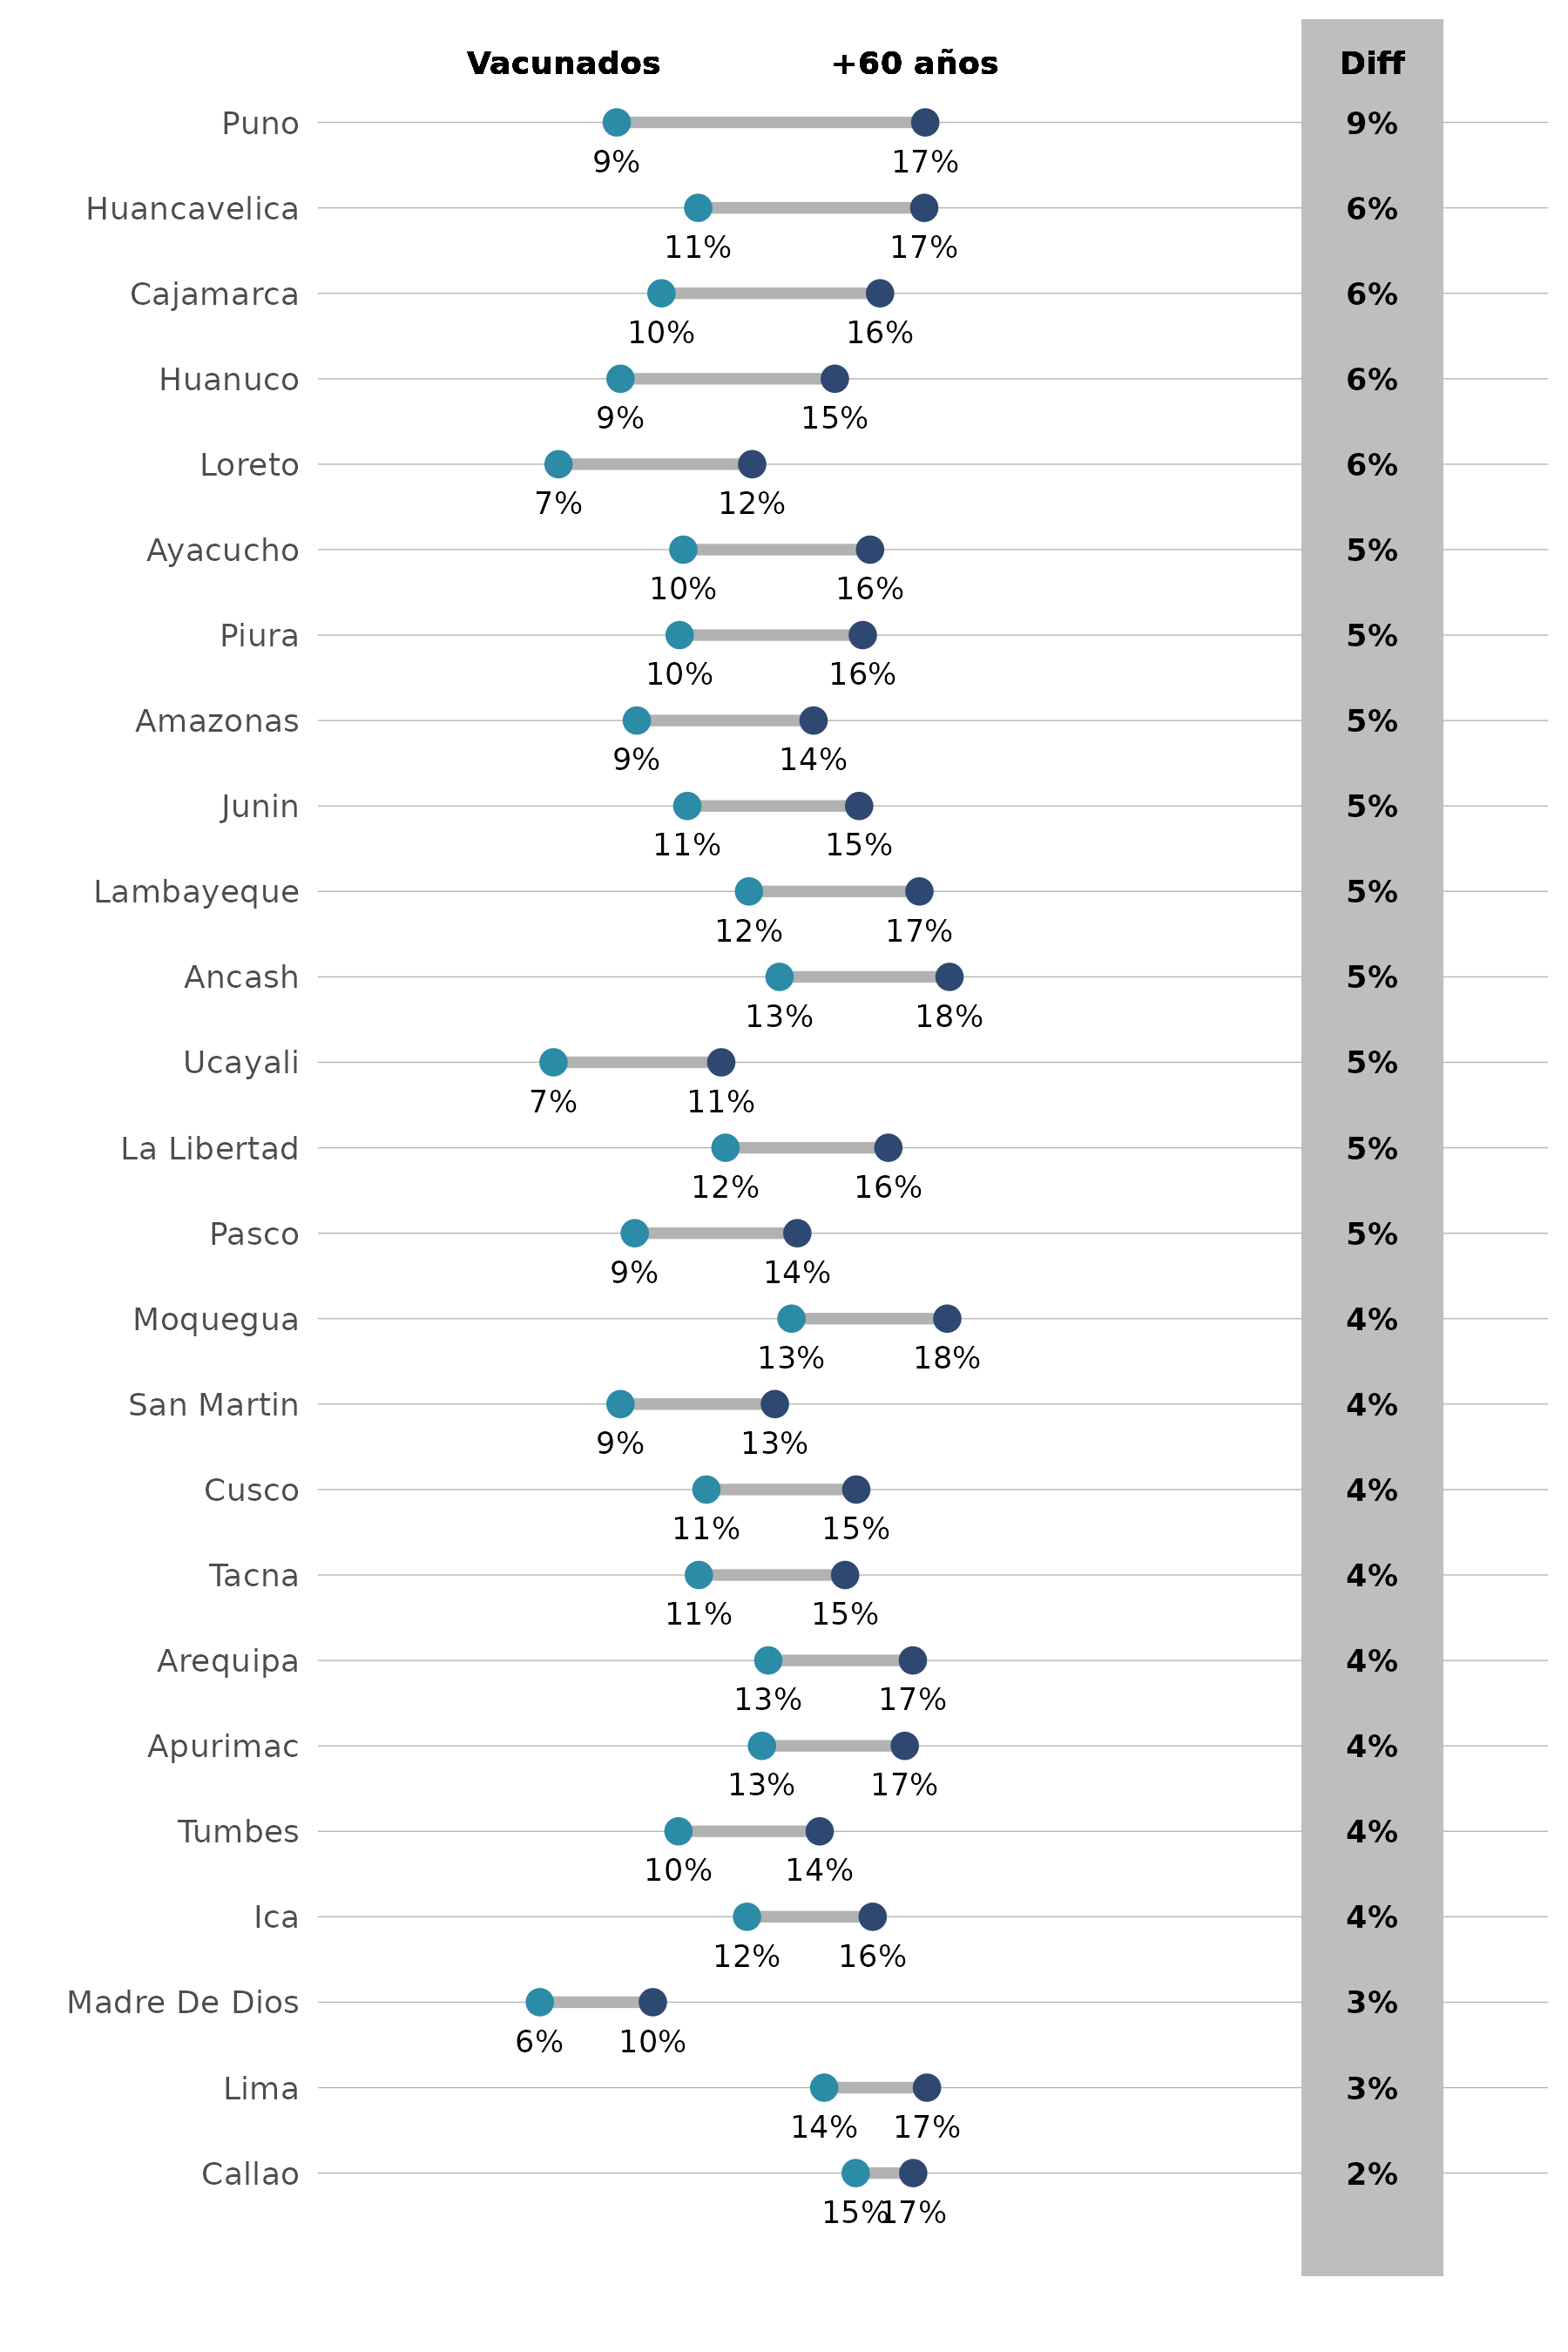 Vacunados +60 años Diff
Puno 9%
9% 17%
Huancavelica 6%
11% 17%
Cajamarca 6%
10% 16%
Huanuco 6%
9% 15%
Loreto 6%
7% 12%
Ayacucho 5%
10% 16%
Piura 5%
10% 16%
Amazonas 5%
9% 14%
Junin 5%
11% 15%
Lambayeque 5%
12% 17%
Ancash 5%
13% 18%
Ucayali 5%
7% 11%
La Libertad 5%
12% 16%
Pasco 5%
9% 14%
Moquegua 4%
13% 18%
San Martin 4%
9% 13%
Cusco 4%
11% 15%
Tacna 4%
11% 15%
Arequipa 4%
13% 17%
Apurimac 4%
13% 17%
Tumbes 4%
10% 14%
Ica 4%
12% 16%
Madre De Dios 3%
6% 10%
Lima 3%
14% 17%
Callao 2%
15% 17%